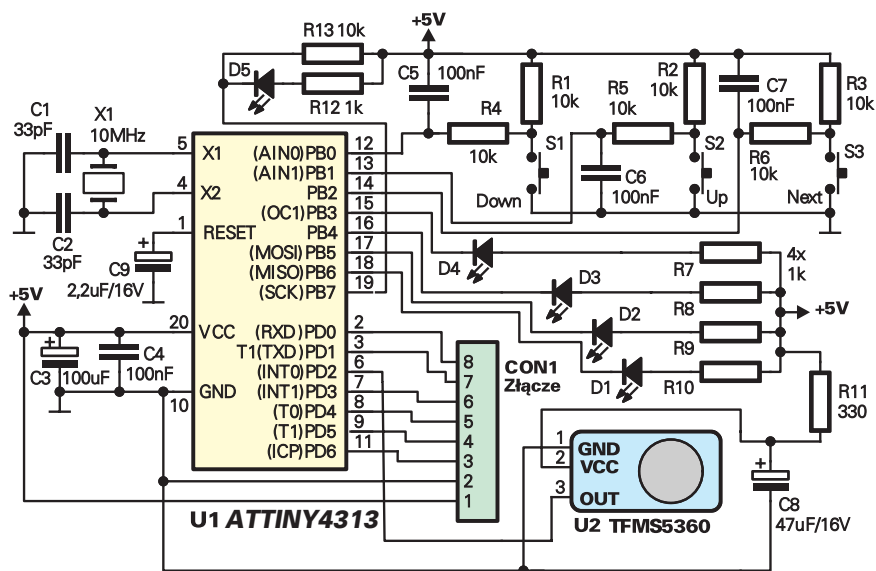 +5V
R13 10k
D5
R12 1k
C5
100nF
R1
10k
R2
10k
R5
10k
C7
100nF
R3
10k
C1
33pF
X1
10MHz
R4
10k
S1
Down
C6
100nF
S2
Up
R6
10k
S3
Next
5
X1
(AIN0)PB0
12
(AIN1)PB1
13
4
X2
PB2
14
(OC1)PB3
15
1
RESET
PB4
16
(MOSI)PB5
17
(MISO)PB6
18
(SCK)PB7
19
C2
33pF
+
C9
2,2uF/16V
D4
R7
4x
1k
D3
R8
+5V
D2
R9
D1
R10
R11
330
+5V
20
VCC
(RXD)PD0
2
T1(TXD)PD1
3
(INT0)PD2
6
GND
(INT1)PD3
7
10
(T0)PD4
8
(T1)PD5
9
(ICP)PD6
11
+
C3
100uF
C4
100nF
CON1
Złącze
8
7
6
5
4
3
2
1
1
GND
2
VCC
3
OUT
+
C8
47uF/16V
U1 ATTINY4313
U2 TFMS5360